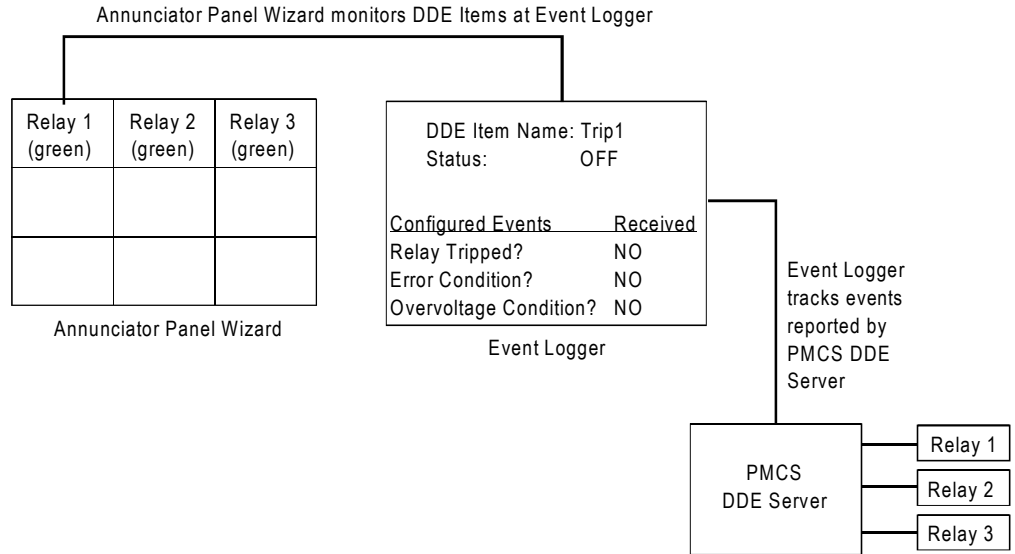 Annunciator Panel Wizard monitors DDE Items at Event Logger
Relay 1
(green)
Relay 2
(green)
Relay 3
(green)
Annunciator Panel Wizard
DDE Item Name: Trip1
Status: OFF
Configured Events Received
Relay Tripped? NO
Error Condition? NO
Overvoltage Condition? NO
Event Logger
Event Logger
tracks events
reported by
PMCS DDE
Server
PMCS
DDE Server
Relay 1
Relay 2
Relay 3